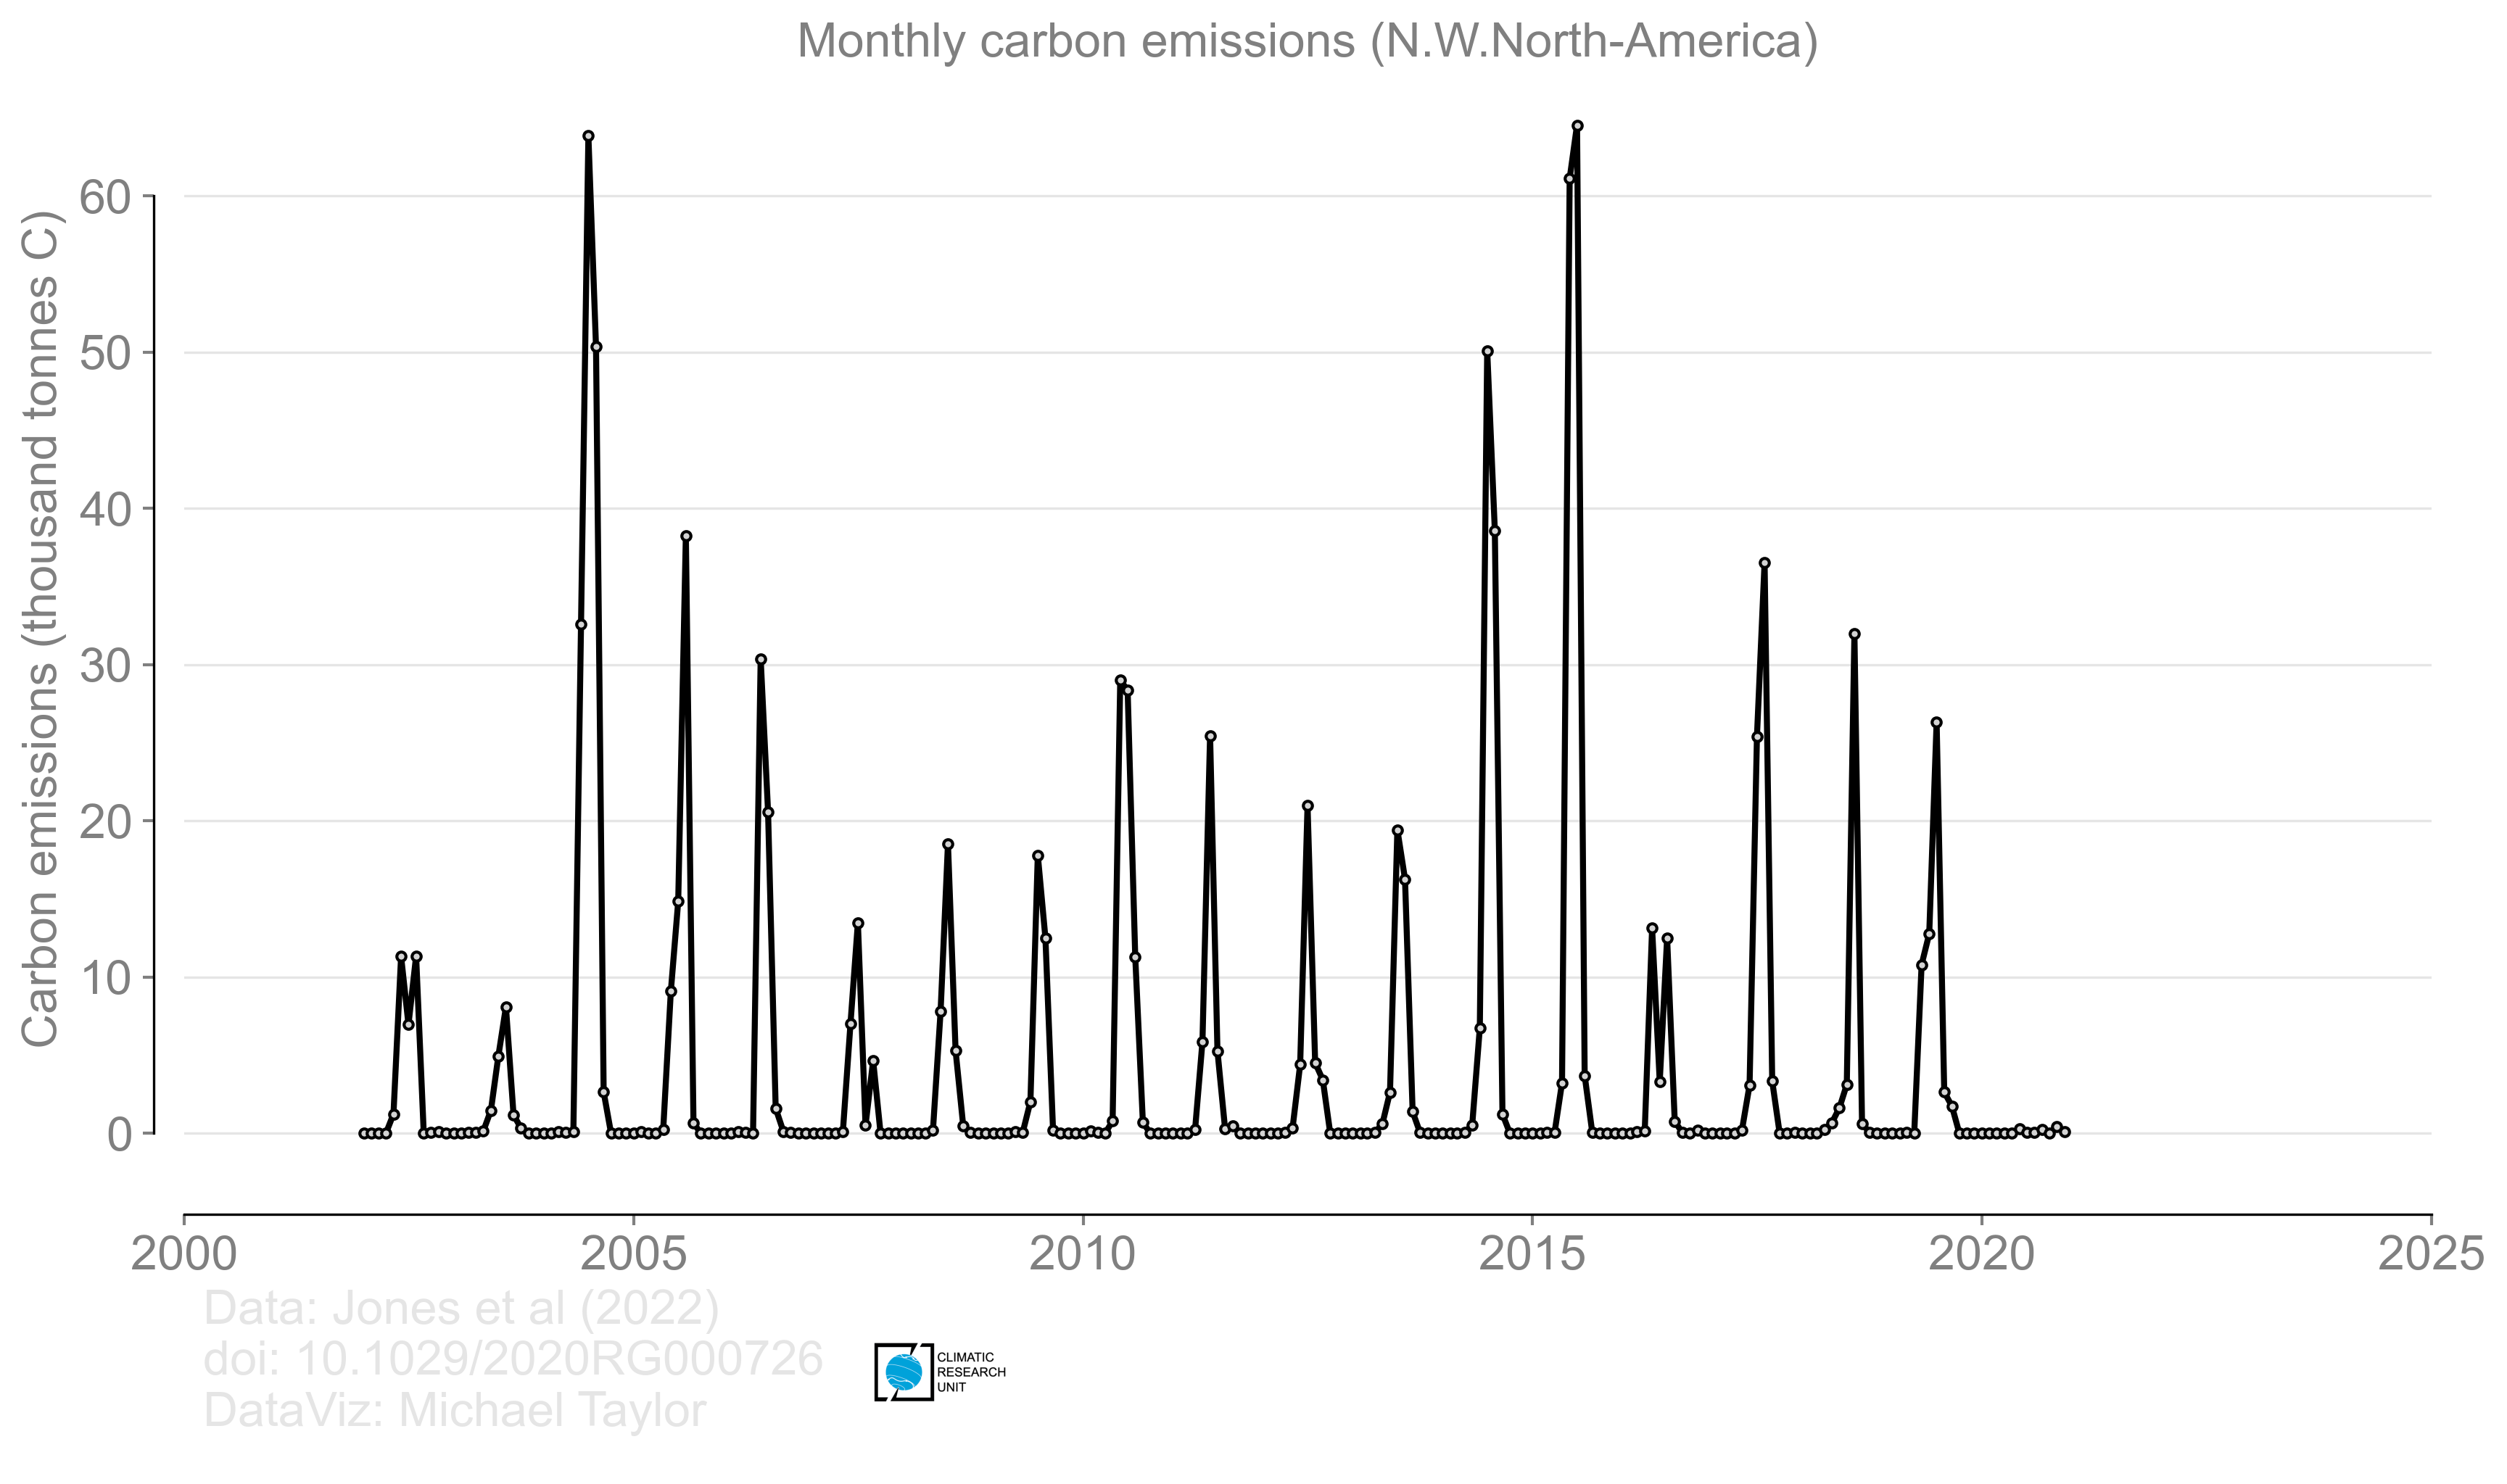 Monthly carbon emissions (N.W.North-America)
Carbon emissions (thousand tonnes C)
60
50
40
30
20
10
0
2000
2005
2010
2015
2020
2025
Data: Jones et al (2022)
doi: 10.1029/2020RG000726
DataViz: Michael Taylor
CLIMATIC
RESEARCH
UNIT